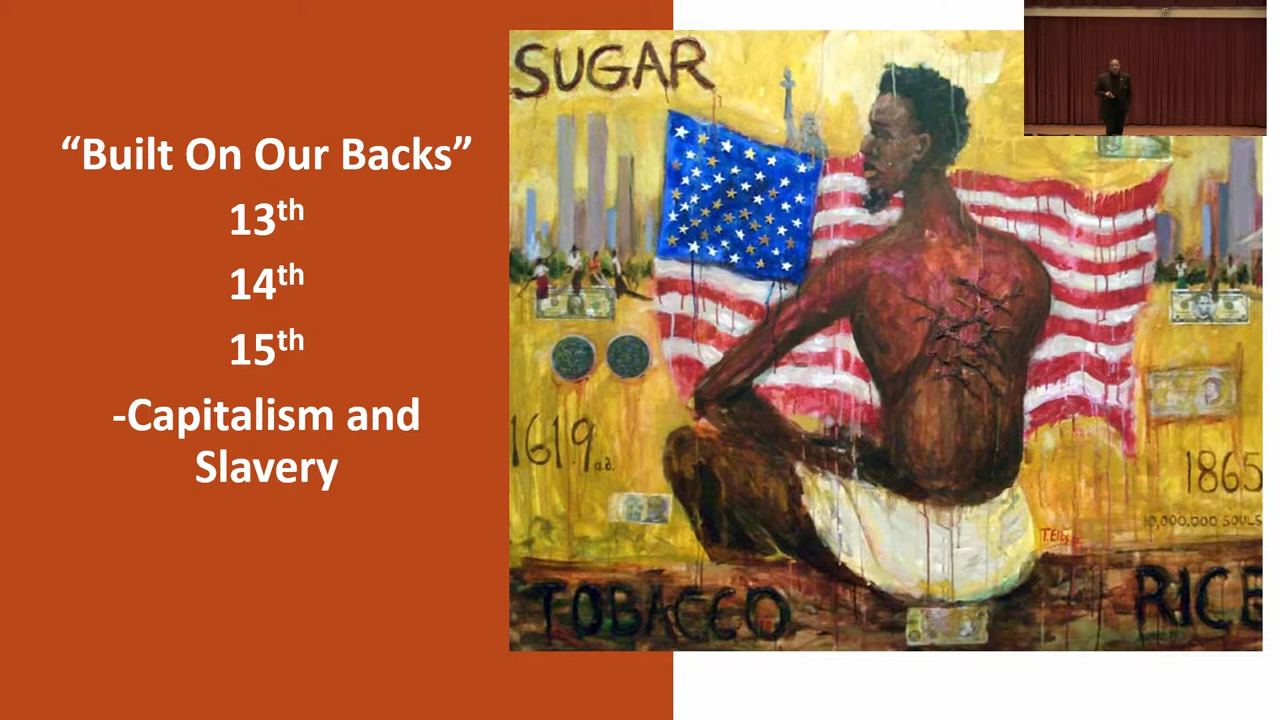 “Built On Our Backs”
13th
14th
15th
-Capitalism and
Slavery
SUGAR
1619 a.d.
1865
10,000,000 SOULS
TOBACCO
RICE